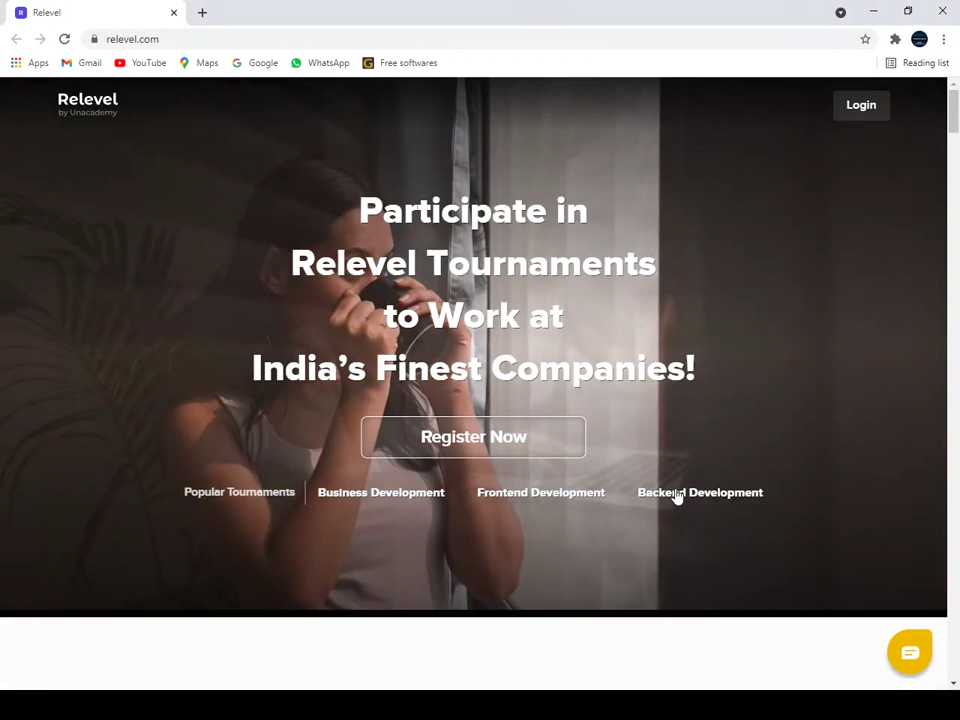 Relevel
relevel.com
Apps
Gmail
YouTube
Maps
Google
WhatsApp
Free softwares
Reading list
Relevel
by Unacademy
Login
Participate in
Relevel Tournaments
to Work at
India's Finest Companies!
Register Now
Popular Tournaments
Business Development
Frontend Development
Backend Development